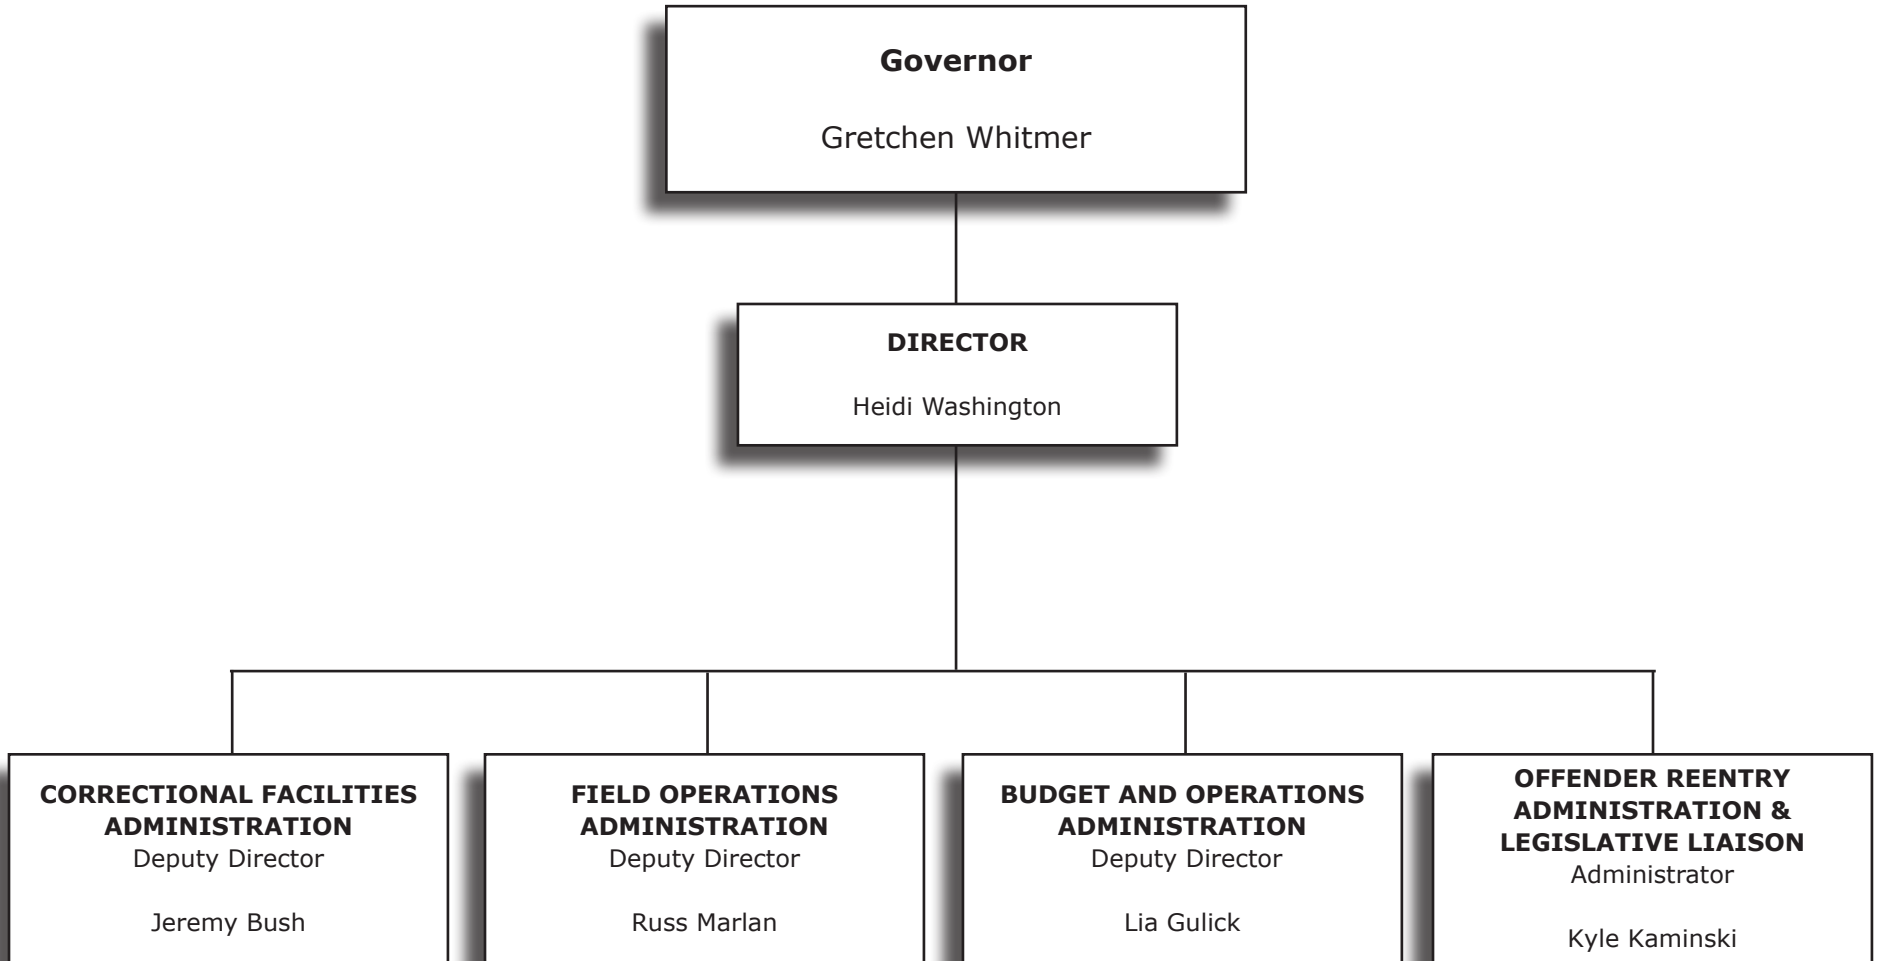 Governor
Gretchen Whitmer
DIRECTOR
Heidi Washington
CORRECTIONAL FACILITIES
ADMINISTRATION
Deputy Director
Jeremy Bush
FIELD OPERATIONS
ADMINISTRATION
Deputy Director
Russ Marlan
BUDGET AND OPERATIONS
ADMINISTRATION
Deputy Director
Lia Gulick
OFFENDER REENTRY
ADMINISTRATION &
LEGISLATIVE LIAISON
Administrator
Kyle Kaminski